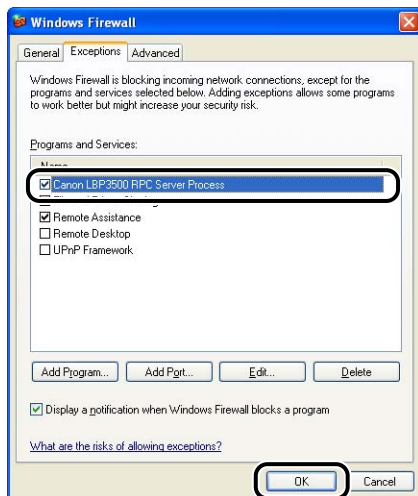 Windows Firewall
General Exceptions Advanced
Windows Firewall is blocking incoming network connections, except for the
programs and services selected below. Adding exceptions allows some programs
to work better but might increase your security risk.
Programs and Services:
Name
Canon LBP3500 RPC Server Process
Remote Assistance
Remote Desktop
UPnP Framework
Add Program... Add Port... Edit... Delete
Display a notification when Windows Firewall blocks a program
What are the risks of allowing exceptions?
OK Cancel